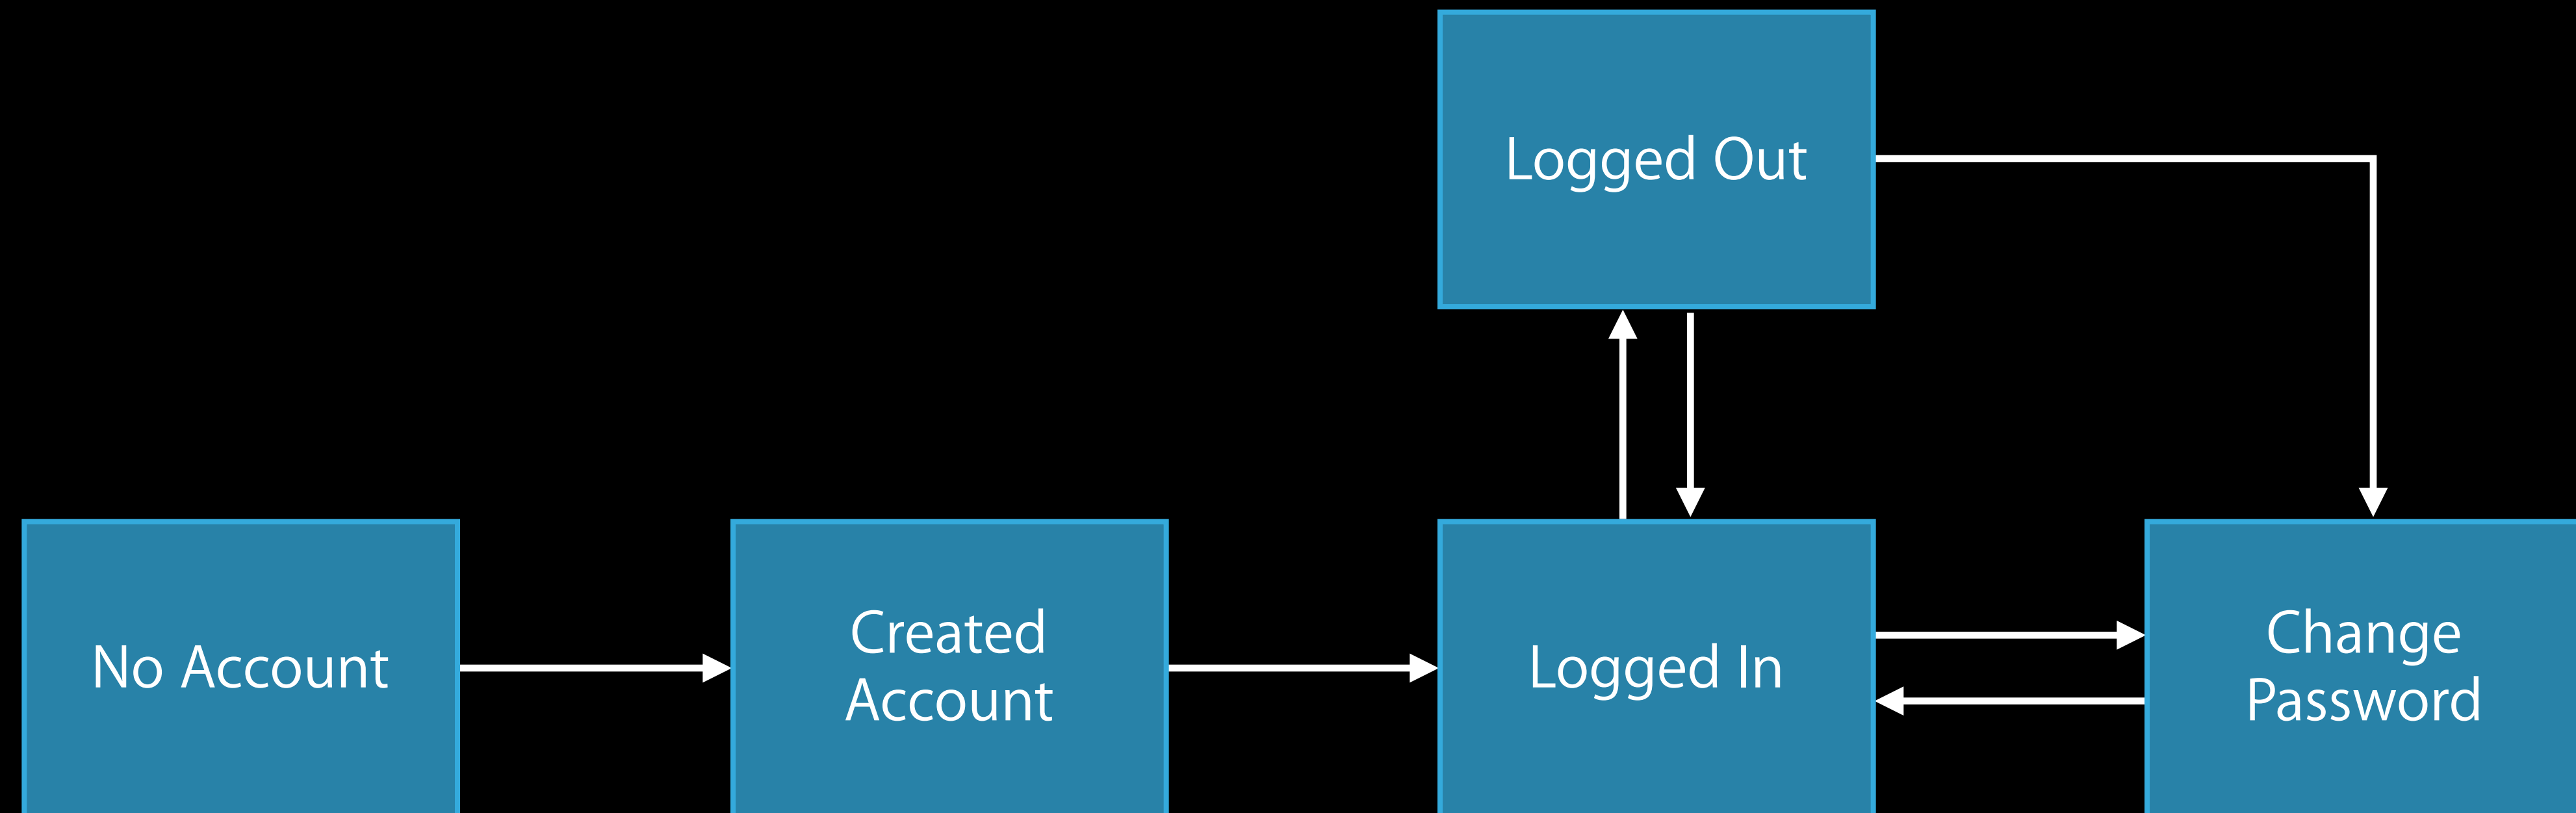 Logged Out
No Account
Created
Account
Logged In
Change
Password